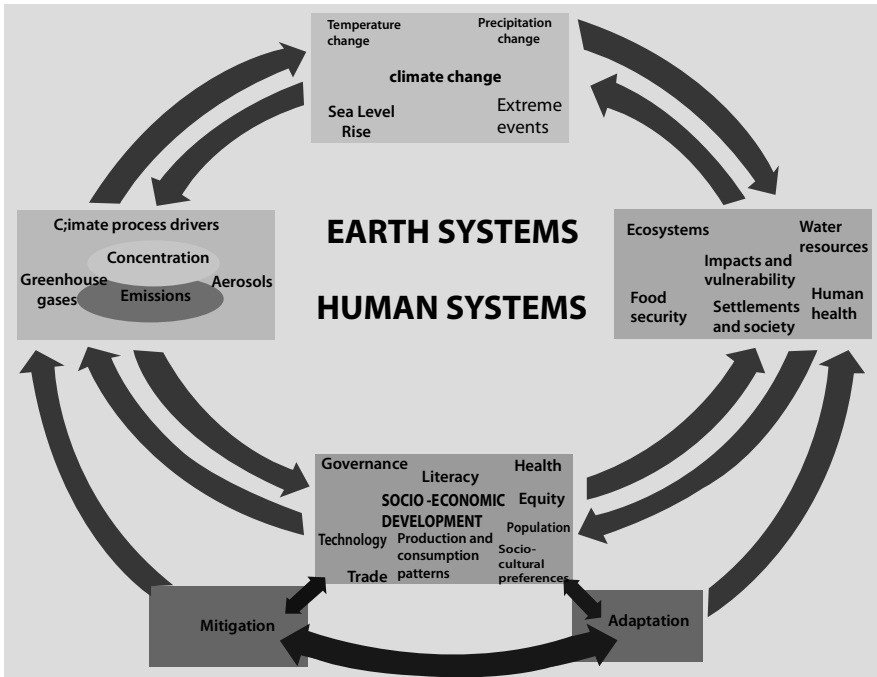 Temperature
change
Precipitation
change
climate change
Sea Level
Rise
Extreme
events
C;imate process drivers
Concentration
Greenhouse
gases
Emissions
Aerosols
EARTH SYSTEMS
HUMAN SYSTEMS
Ecosystems
Water
resources
Impacts and
vulnerability
Food
security
Settlements
and society
Human
health
Governance
Literacy
Health
SOCIO -ECONOMIC
DEVELOPMENT
Equity
Population
Technology
Production and
consumption
patterns
Socio-
cultural
preferences
Trade
Mitigation
Adaptation